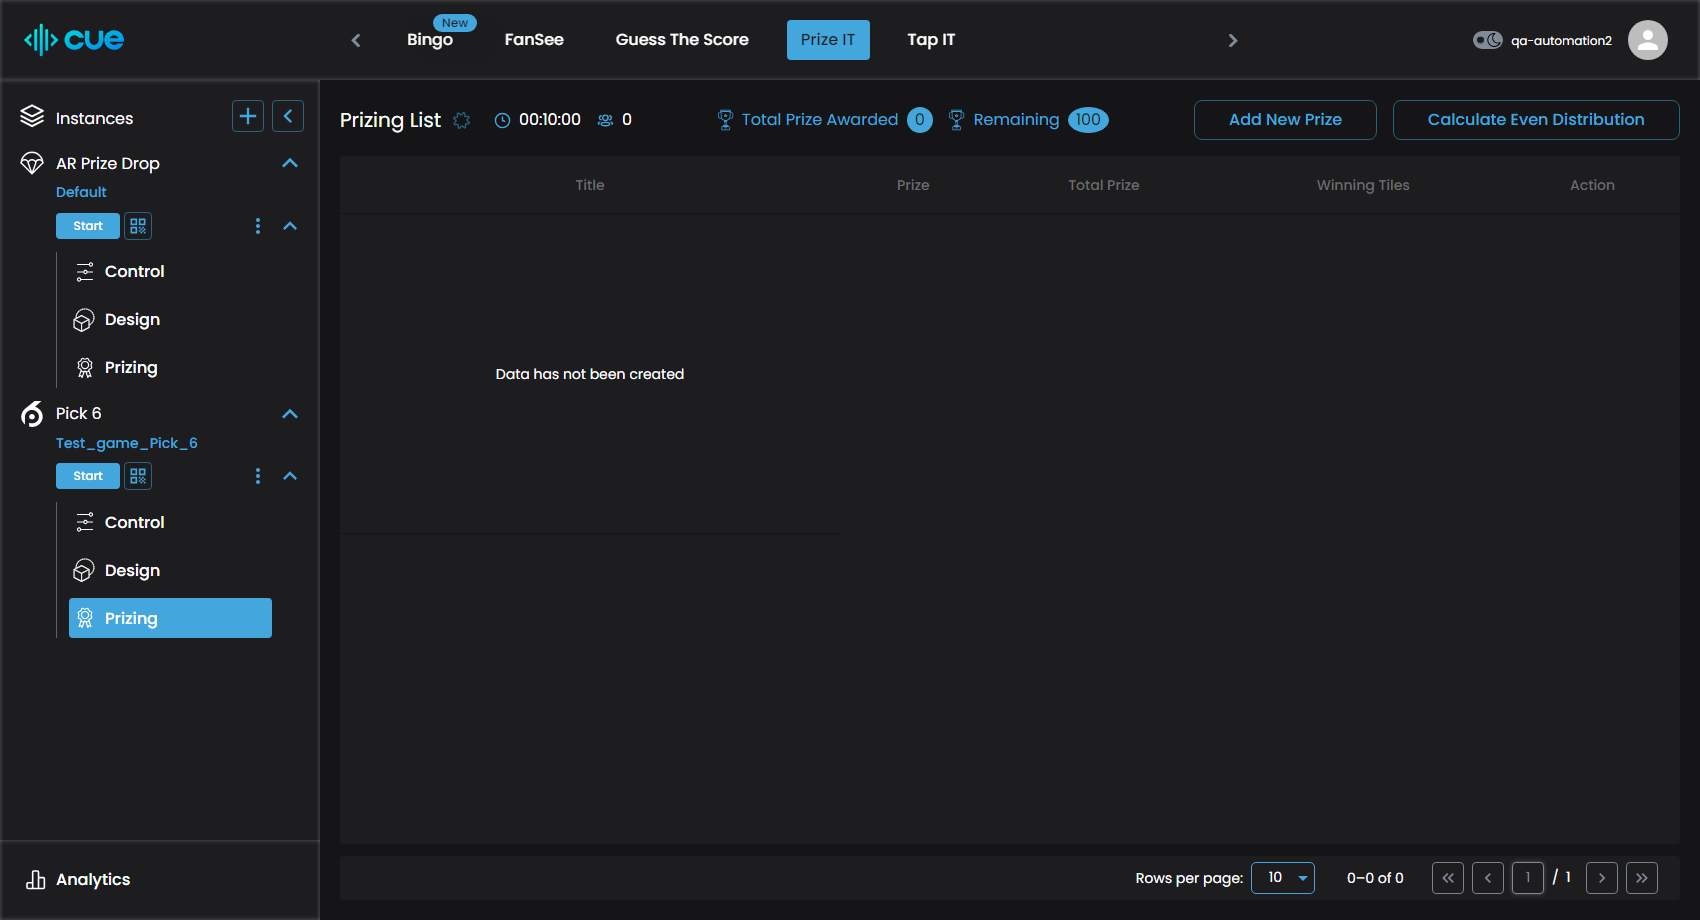 cue
New
Bingo
FanSee
Guess The Score
Prize IT
Tap IT
qa-automation2
Instances
AR Prize Drop
Default
Start
Control
Design
Prizing
Pick 6
Test_game_Pick_6
Start
Control
Design
Prizing
Analytics
Prizing List
00:10:00
0
Total Prize Awarded 0
Remaining 100
Add New Prize
Calculate Even Distribution
Title Prize Total Prize Winning Tiles Action
Data has not been created
Rows per page: 10 0–0 of 0 1 / 1